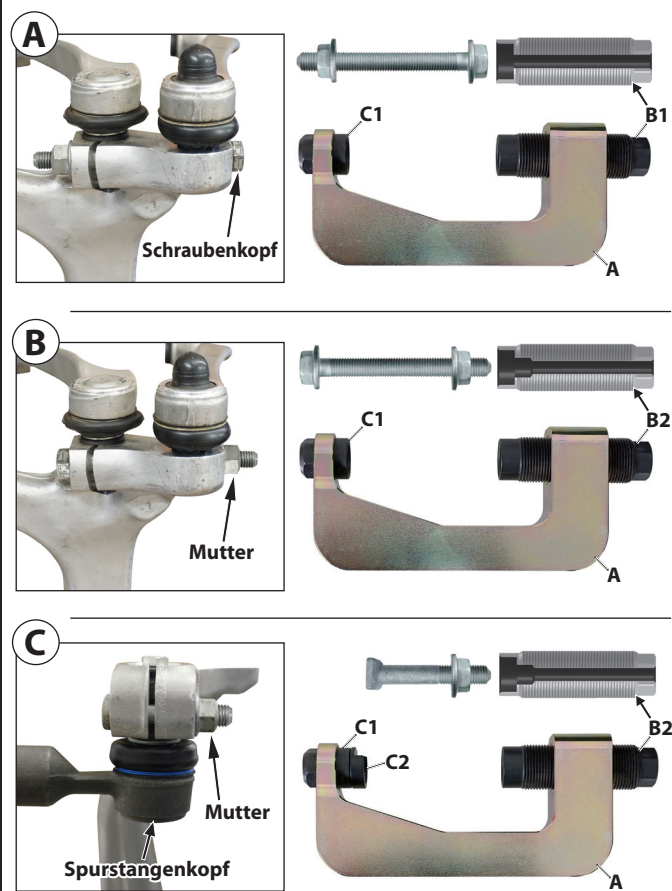 A
C1
B1
Schraubenkopf
A
B
C1
B2
Mutter
A
C
C1
C2
B2
Mutter
Spurstangenkopf
A